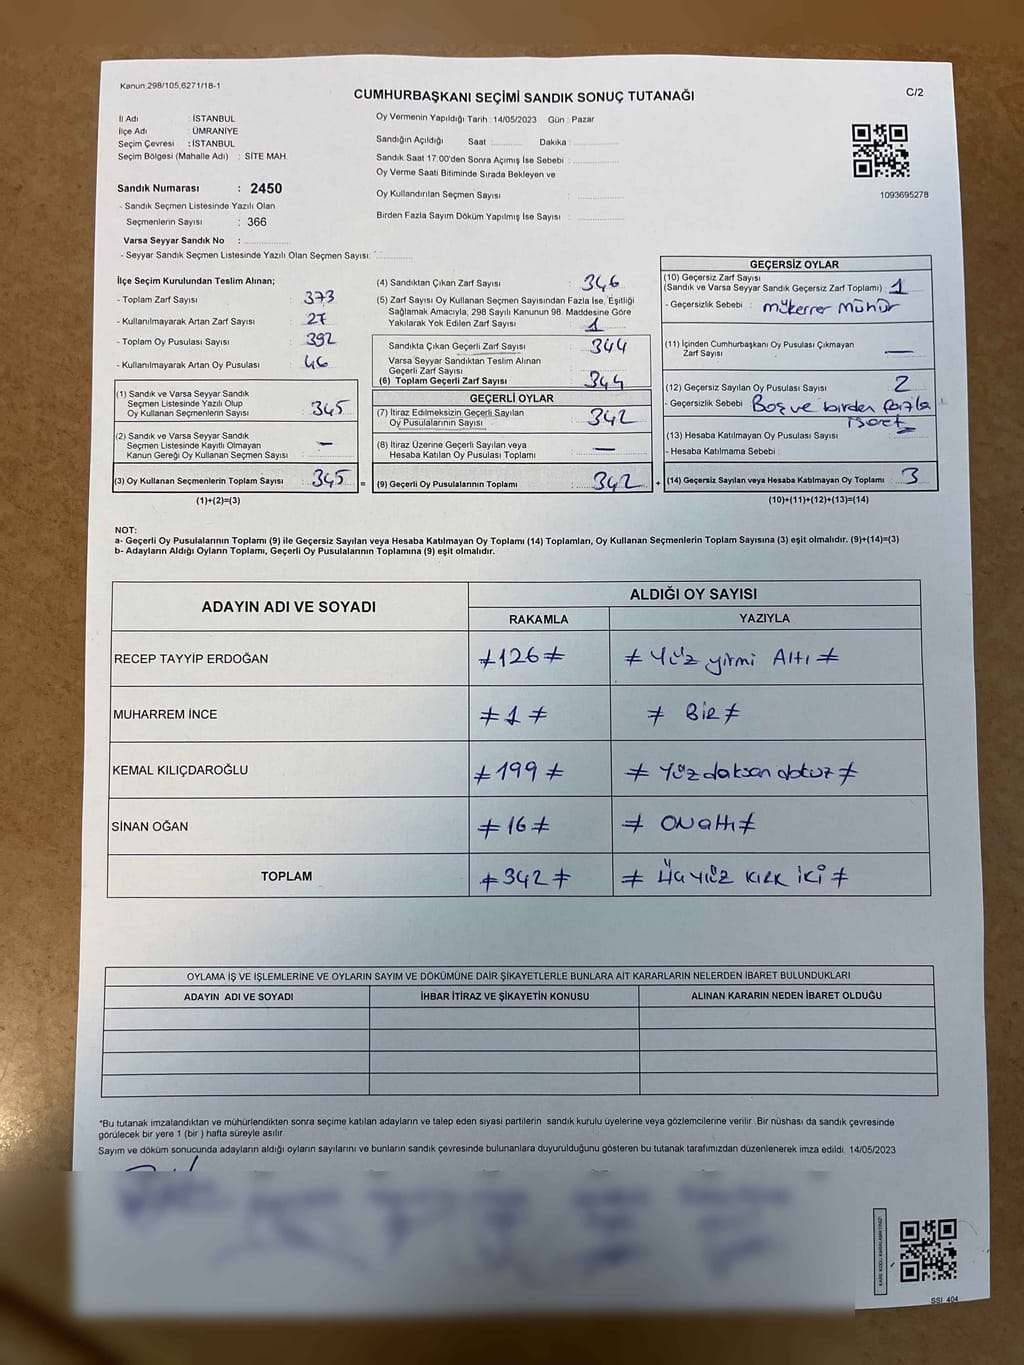 Kanun.298/105,6271/18-1
CUMHURBAŞKANI SEÇİMİ SANDIK SONUÇ TUTANAĞI
C/2
İl Adı : İSTANBUL
İlçe Adı : ÜMRANİYE
Seçim Çevresi : İSTANBUL
Seçim Bölgesi (Mahalle Adı) : SİTE MAH.
Sandık Numarası : 2450
- Sandık Seçmen Listesinde Yazılı Olan
Seçmenlerin Sayısı : 366
Varsa Seyyar Sandık No :
- Seyyar Sandık Seçmen Listesinde Yazılı Olan Seçmen Sayısı:
Oy Vermenin Yapıldığı Tarih : 14/05/2023 Gün : Pazar
Sandığın Açıldığı Saat : Dakika :
Sandık Saat 17:00'den Sonra Açımış İse Sebebi :
Oy Verme Saati Bitiminde Sırada Bekleyen ve
Oy Kullandırılan Seçmen Sayısı :
Birden Fazla Sayım Döküm Yapılmış İse Sayısı :
1093695278
İlçe Seçim Kurulundan Teslim Alınan;
- Toplam Zarf Sayısı : 373
- Kullanılmayarak Artan Zarf Sayısı : 27
- Toplam Oy Pusulası Sayısı : 392
- Kullanılmayarak Artan Oy Pusulası : 46
(1) Sandık ve Varsa Seyyar Sandık
Seçmen Listesinde Yazılı Olup
Oy Kullanan Seçmenlerin Sayısı : 345
(2) Sandık ve Varsa Seyyar Sandık
Seçmen Listesinde Kayıtlı Olmayan
Kanun Gereği Oy Kullanan Seçmen Sayısı : —
(3) Oy Kullanan Seçmenlerin Toplam Sayısı : 345 =
(1)+(2)=(3)
(4) Sandıktan Çıkan Zarf Sayısı : 346
(5) Zarf Sayısı Oy Kullanan Seçmen Sayısından Fazla İse, Eşitliği
Sağlamak Amacıyla, 298 Sayılı Kanunun 98. Maddesine Göre
Yakılarak Yok Edilen Zarf Sayısı : 1
Sandıkta Çıkan Geçerli Zarf Sayısı : 344
Varsa Seyyar Sandıktan Teslim Alınan
Geçerli Zarf Sayısı :
(6) Toplam Geçerli Zarf Sayısı : 344
GEÇERLİ OYLAR
(7) İtiraz Edilmeksizin Geçerli Sayılan
Oy Pusulalarının Sayısı : 342
(8) İtiraz Üzerine Geçerli Sayılan veya
Hesaba Katılan Oy Pusulası Toplamı : —
(9) Geçerli Oy Pusulalarının Toplamı : 342 +
GEÇERSİZ OYLAR
(10) Geçersiz Zarf Sayısı
(Sandık ve Varsa Seyyar Sandık Geçersiz Zarf Toplamı) : 1
- Geçersizlik Sebebi : mükerrer mühür
(11) İçinden Cumhurbaşkanı Oy Pusulası Çıkmayan
Zarf Sayısı : —
(12) Geçersiz Sayılan Oy Pusulası Sayısı : 2
- Geçersizlik Sebebi : Boş ve birden fazla
işaret
(13) Hesaba Katılmayan Oy Pusulası Sayısı :
- Hesaba Katılmama Sebebi :
(14) Geçersiz Sayılan veya Hesaba Katılmayan Oy Toplamı : 3
(10)+(11)+(12)+(13)=(14)
NOT:
a- Geçerli Oy Pusulalarının Toplamı (9) ile Geçersiz Sayılan veya Hesaba Katılmayan Oy Toplamı (14) Toplamları, Oy Kullanan Seçmenlerin Toplam Sayısına (3) eşit olmalıdır. (9)+(14)=(3)
b- Adayların Aldığı Oyların Toplamı, Geçerli Oy Pusulalarının Toplamına (9) eşit olmalıdır.
ADAYIN ADI VE SOYADI
ALDIĞI OY SAYISI
RAKAMLA YAZIYLA
RECEP TAYYİP ERDOĞAN ≠126≠ ≠ Yüz yirmi Altı ≠
MUHARREM İNCE ≠ 1 ≠ ≠ BİR ≠
KEMAL KILIÇDAROĞLU ≠199≠ ≠ Yüz doksan dokuz ≠
SİNAN OĞAN ≠16≠ ≠ ON altı ≠
TOPLAM ≠342≠ ≠ Üç yüz KIRK İKİ ≠
OYLAMA İŞ VE İŞLEMLERİNE VE OYLARIN SAYIM VE DÖKÜMÜNE DAİR ŞİKAYETLERLE BUNLARA AİT KARARLARIN NELERDEN İBARET BULUNDUKLARI
ADAYIN ADI VE SOYADI İHBAR İTİRAZ VE ŞİKAYETİN KONUSU ALINAN KARARIN NEDEN İBARET OLDUĞU
*Bu tutanak imzalandıktan ve mühürlendikten sonra seçime katılan adayların ve talep eden siyasi partilerin sandık kurulu üyelerine veya gözlemcilerine verilir. Bir nüshası da sandık çevresinde
görülecek bir yere 1 (bir ) hafta süreyle asılır
Sayım ve döküm sonucunda adayların aldığı oyların sayılarını ve bunların sandık çevresinde bulunanlara duyurulduğunu gösteren bu tutanak tarafımızdan düzenlenerek imza edildi. 14/05/2023
KARE KODU KARALAMAYINIZ!
SSİ 404